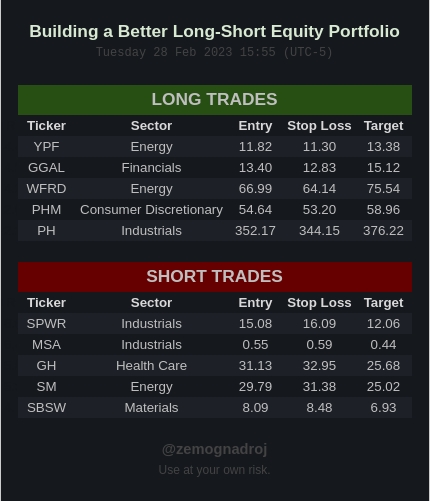 Building a Better Long-Short Equity Portfolio
Tuesday 28 Feb 2023 15:55 (UTC-5)
LONG TRADES
Ticker Sector Entry Stop Loss Target
YPF Energy 11.82 11.30 13.38
GGAL Financials 13.40 12.83 15.12
WFRD Energy 66.99 64.14 75.54
PHM Consumer Discretionary 54.64 53.20 58.96
PH Industrials 352.17 344.15 376.22
SHORT TRADES
Ticker Sector Entry Stop Loss Target
SPWR Industrials 15.08 16.09 12.06
MSA Industrials 0.55 0.59 0.44
GH Health Care 31.13 32.95 25.68
SM Energy 29.79 31.38 25.02
SBSW Materials 8.09 8.48 6.93
@zemognadroj
Use at your own risk.